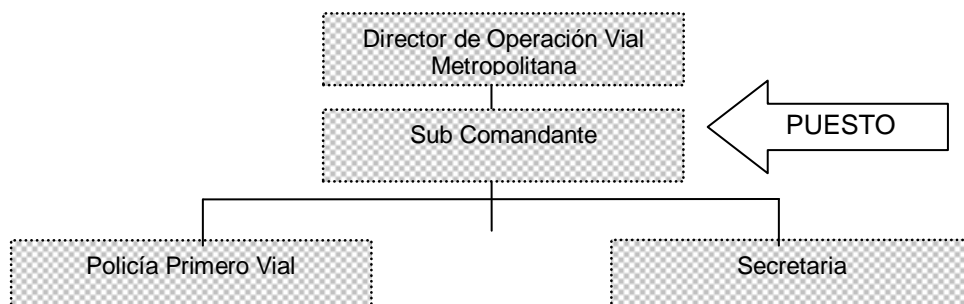 Director de Operación Vial
Metropolitana
Sub Comandante
PUESTO
Policía Primero Vial
Secretaria